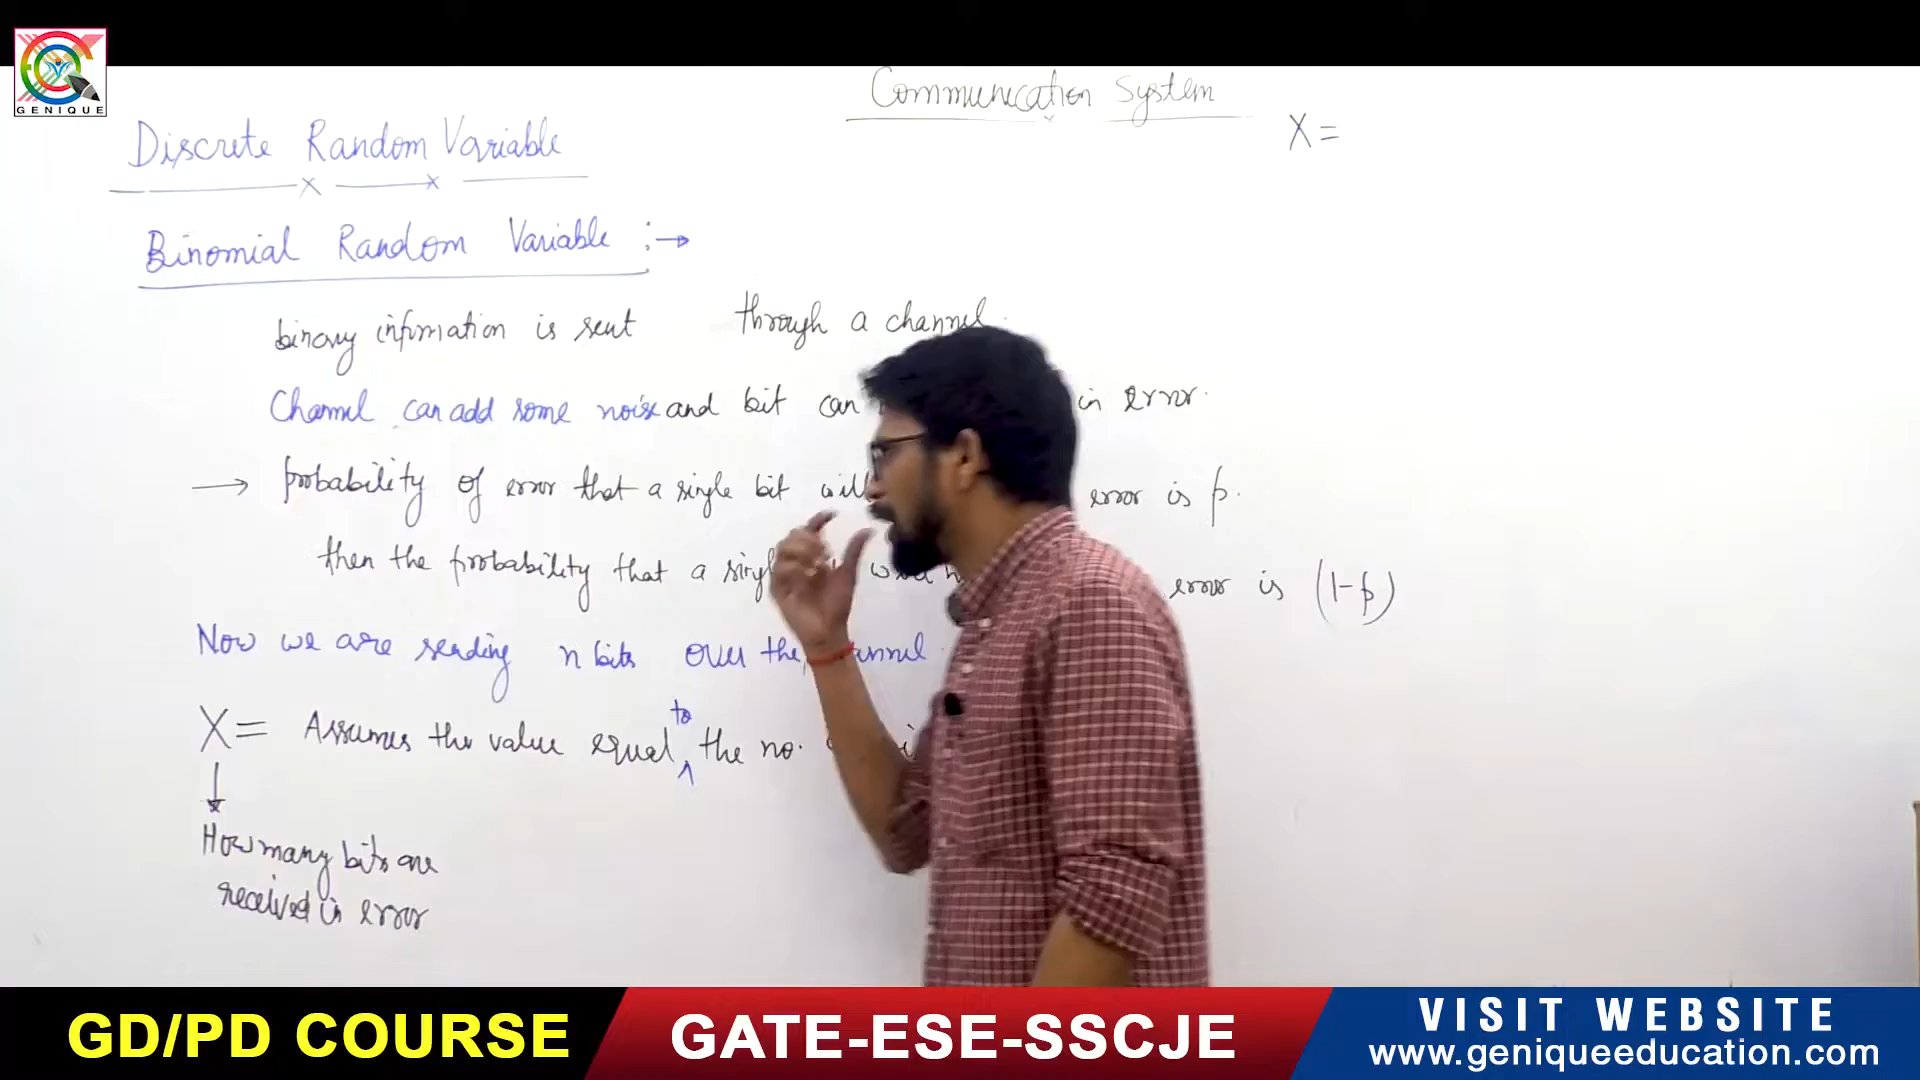 GENIQUE
Communication System
X =
Discrete Random Variable
Binomial Random Variable :→
binary infirmation is sent through a channel.
Channel can add some noise and bit can in error.
→ probability of error that a single bit will error is p.
then the probability that a singl error is (1-p)
Now we are sending n bits over the channel.
X = Assumes the value equal to the no.
How many bits are
received in error
GD/PD COURSE
GATE-ESE-SSCJE
VISIT WEBSITE
www.geniqueeducation.com